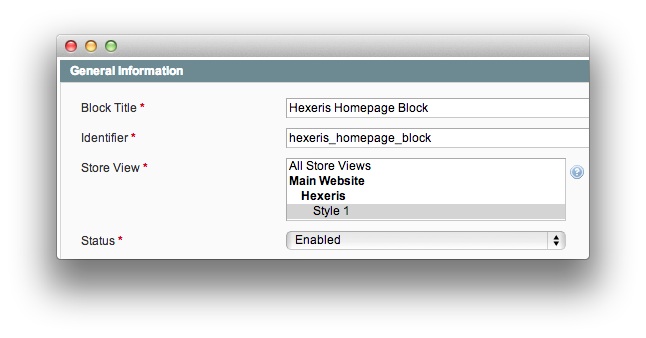 General Information
Block Title * Hexeris Homepage Block
Identifier * hexeris_homepage_block
Store View * All Store Views
Main Website
Hexeris
Style 1
Status * Enabled